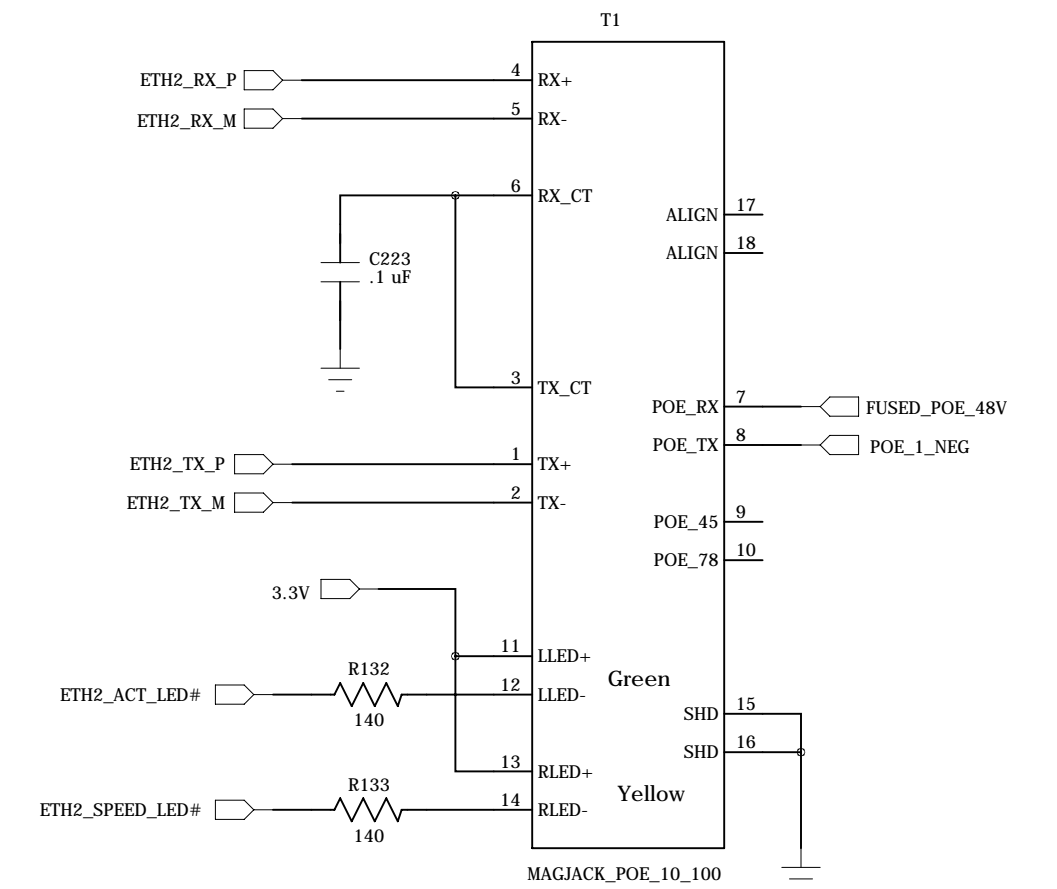 T1
ETH2_RX_P
4
RX+
ETH2_RX_M
5
RX-
6
RX_CT
ALIGN
17
ALIGN
18
C223
.1 uF
3
TX_CT
POE_RX
7
FUSED_POE_48V
POE_TX
8
POE_1_NEG
ETH2_TX_P
1
TX+
ETH2_TX_M
2
TX-
POE_45
9
POE_78
10
3.3V
11
LLED+
Green
R132
ETH2_ACT_LED#
140
12
LLED-
SHD
15
SHD
16
13
RLED+
Yellow
R133
ETH2_SPEED_LED#
140
14
RLED-
MAGJACK_POE_10_100